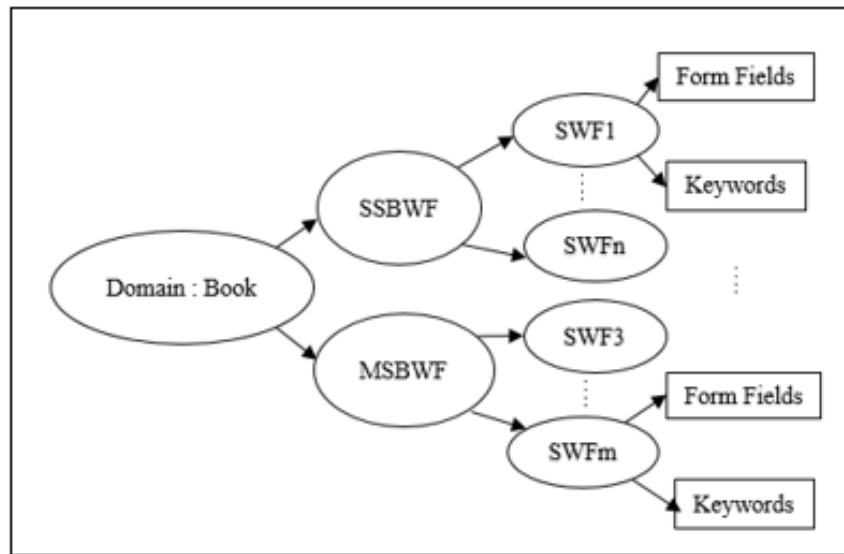 Form Fields
SWF1
Keywords
SSBWF
SWFn
Domain : Book
SWF3
MSBWF
Form Fields
SWFm
Keywords